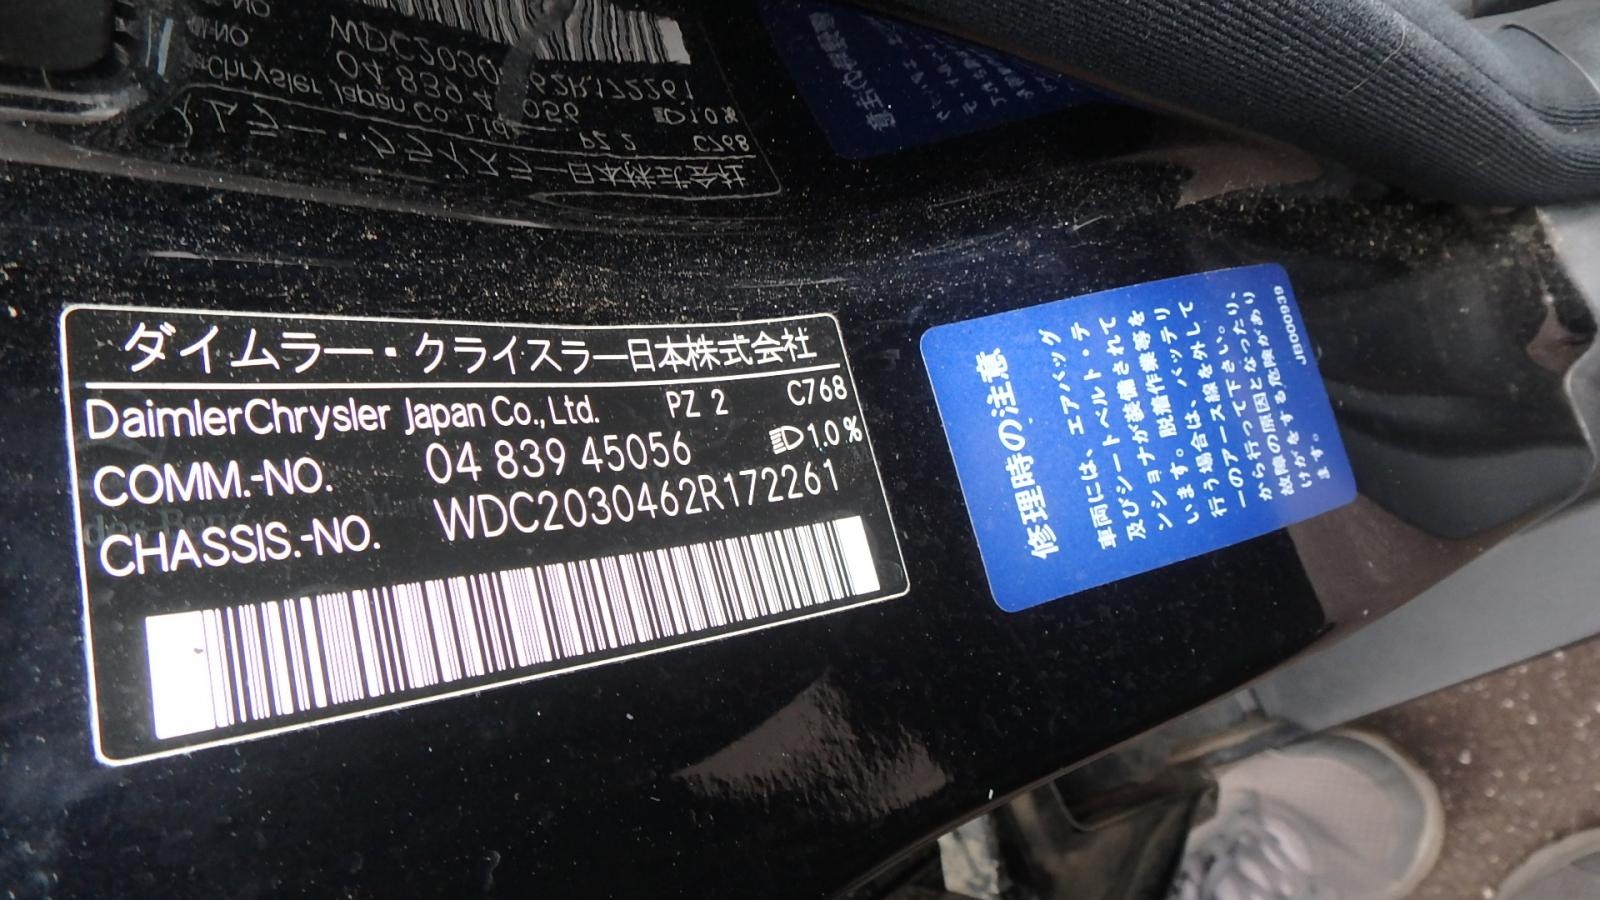 ダイムラー・クライスラー日本株式会社
DaimlerChrysler Japan Co.,Ltd. PZ 2 C768
COMM.-NO. 04 839 45056 1.0%
CHASSIS.-NO. WDC2030462R172261
修理時の注意
車両には、エアバッグ
及びシートベルト・テ
ンショナが装備されて
います。脱着作業等を
行う場合は、バッテリ
ーのアース線を外して
から行って下さい。
故障の原因となったり、
けがをする危険があり
ます。
JB000939